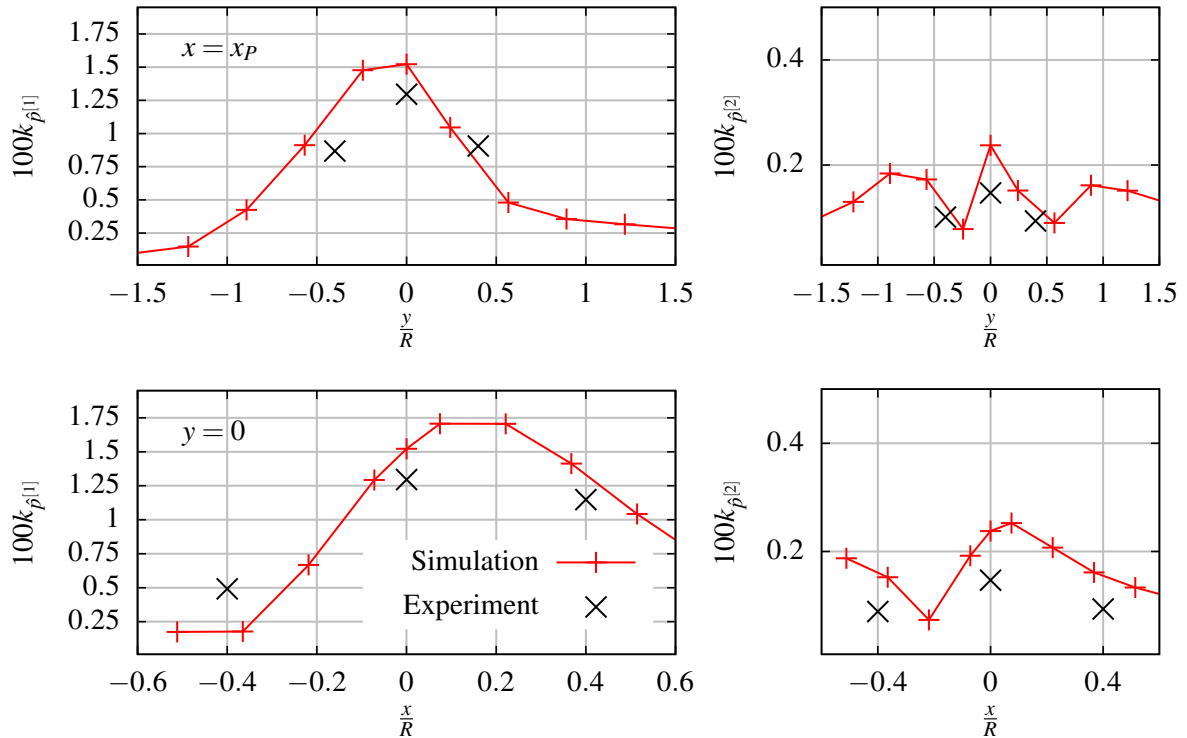 1.75
1.5
1.25
1
0.75
0.5
0.25
100k_{p̂^{[1]}}
x = x_P
−1.5 −1 −0.5 0 0.5 1 1.5
y/R
0.4
0.2
100k_{p̂^{[2]}}
−1.5 −1 −0.5 0 0.5 1 1.5
y/R
1.75
1.5
1.25
1
0.75
0.5
0.25
100k_{p̂^{[1]}}
y = 0
Simulation
Experiment
−0.6 −0.4 −0.2 0 0.2 0.4 0.6
x/R
0.4
0.2
100k_{p̂^{[2]}}
−0.4 0 0.4
x/R